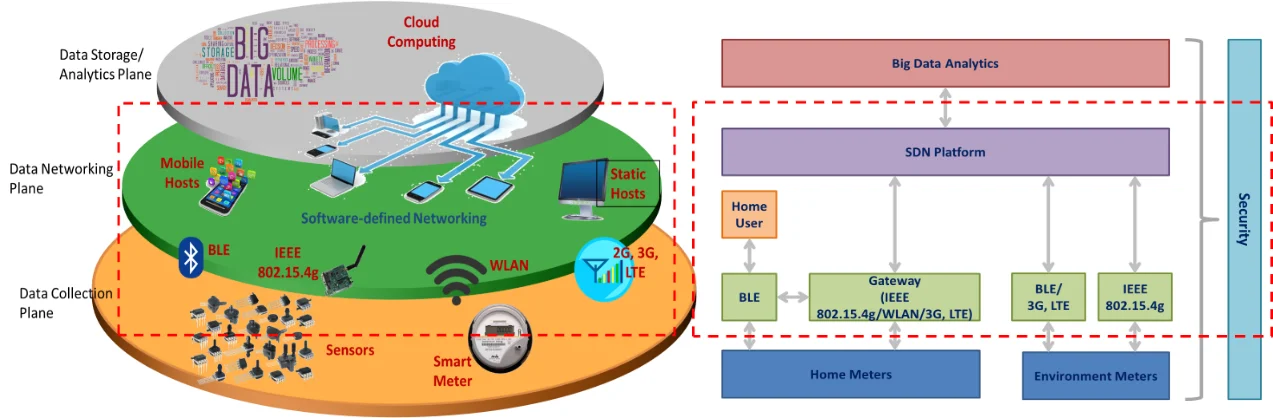 Data Storage/
Analytics Plane
BIG
DATA
STORAGE
VOLUME
PROCESSING
Cloud
Computing
Data Networking
Plane
Mobile
Hosts
Static
Hosts
Software-defined Networking
BLE
IEEE
802.15.4g
WLAN
2G, 3G,
LTE
Data Collection
Plane
Sensors
Smart
Meter
Big Data Analytics
SDN Platform
Home
User
BLE
Gateway
(IEEE
802.15.4g/WLAN/3G, LTE)
BLE/
3G, LTE
IEEE
802.15.4g
Home Meters
Environment Meters
Security